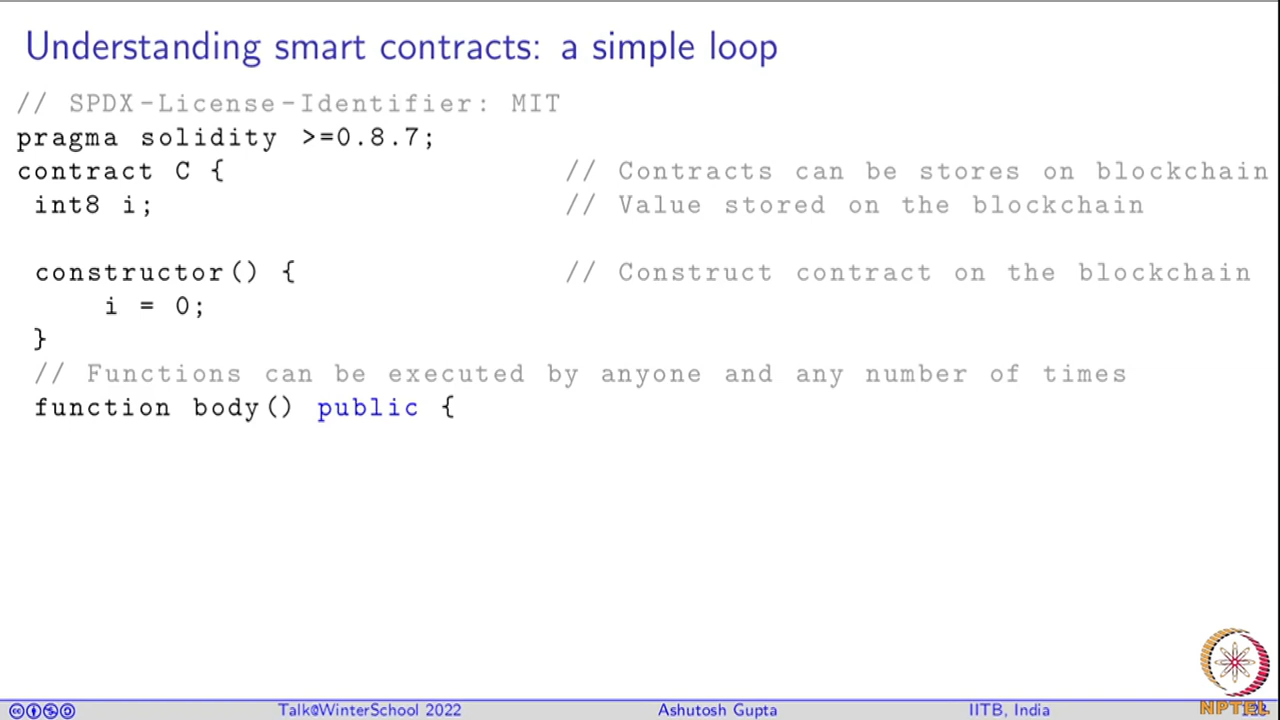 Understanding smart contracts: a simple loop
// SPDX-License-Identifier: MIT
pragma solidity >=0.8.7;
contract C { // Contracts can be stores on blockchain
int8 i; // Value stored on the blockchain
constructor() { // Construct contract on the blockchain
i = 0;
}
// Functions can be executed by anyone and any number of times
function body() public {
Talk@WinterSchool 2022 Ashutosh Gupta IITB, India
NPTEL